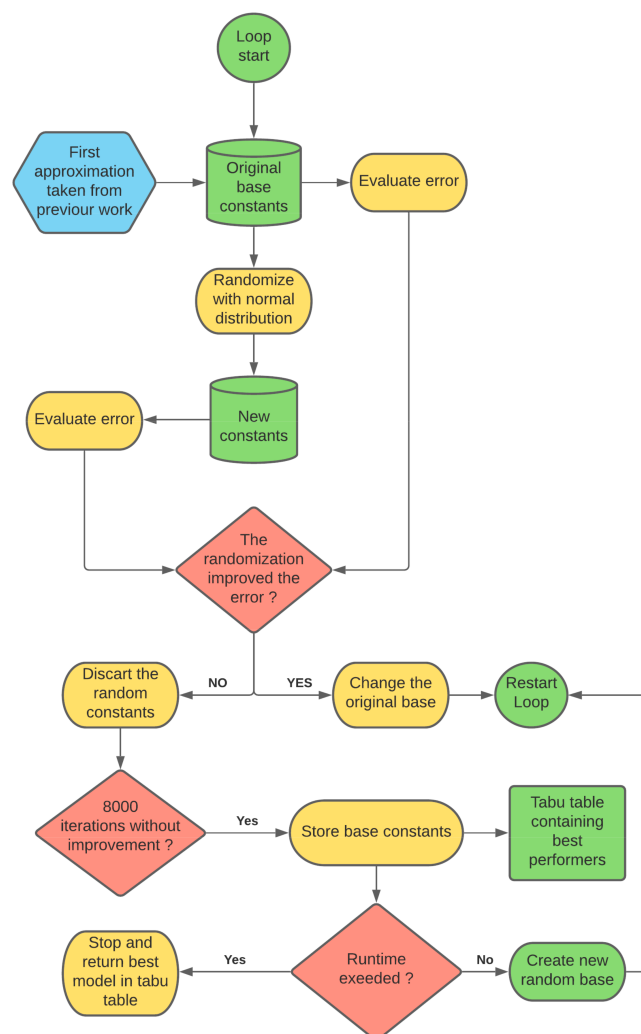 Loop
start
First
approximation
taken from
previour work
Original
base
constants
Evaluate error
Randomize
with normal
distribution
Evaluate error
New
constants
The
randomization
improved the
error ?
Discart the
random
constants
NO
YES
Change the
original base
Restart
Loop
8000
iterations without
improvement ?
Yes
Store base constants
Tabu table
containing
best
performers
Stop and
return best
model in tabu
table
Yes
Runtime
exeeded ?
No
Create new
random base